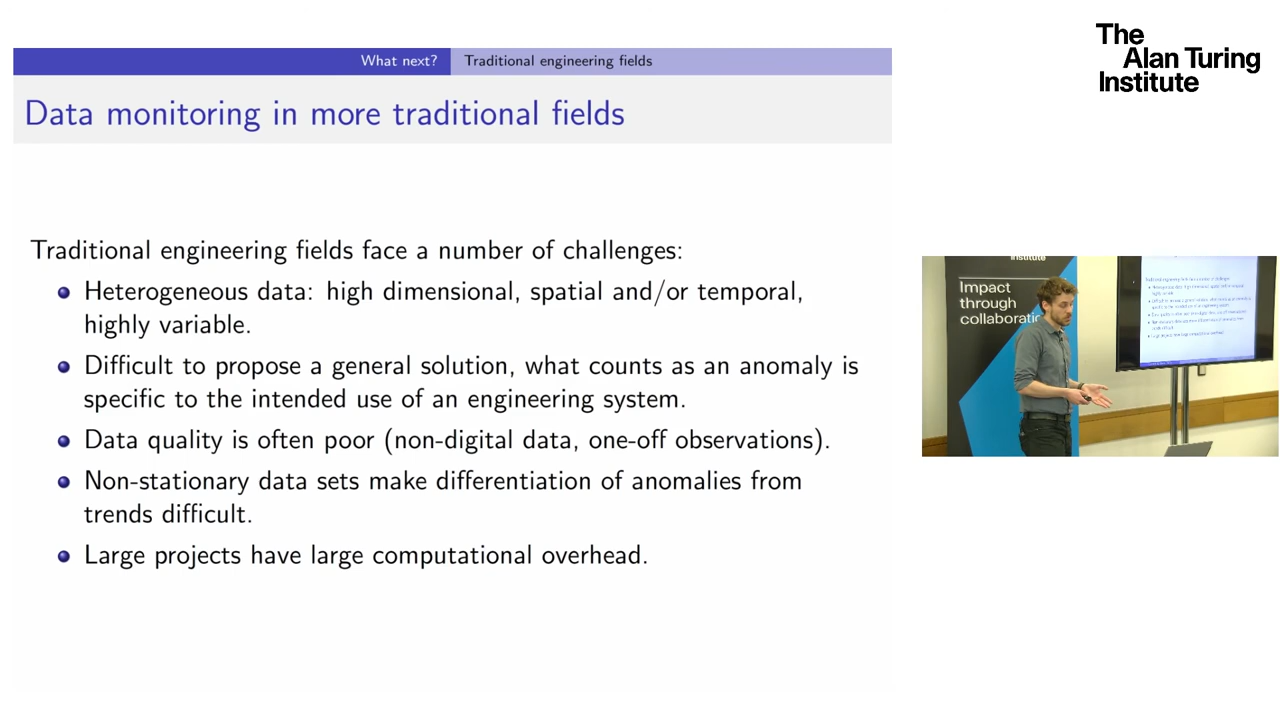 What next?
Traditional engineering fields
The
Alan Turing
Institute
Data monitoring in more traditional fields
Traditional engineering fields face a number of challenges:
Heterogeneous data: high dimensional, spatial and/or temporal,
highly variable.
Difficult to propose a general solution, what counts as an anomaly is
specific to the intended use of an engineering system.
Data quality is often poor (non-digital data, one-off observations).
Non-stationary data sets make differentiation of anomalies from
trends difficult.
Large projects have large computational overhead.
Institute
Impact
through